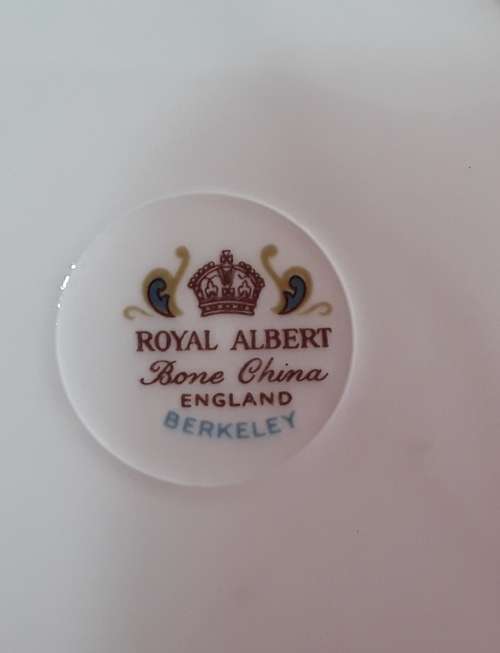 ROYAL ALBERT
Bone China
ENGLAND
BERKELEY